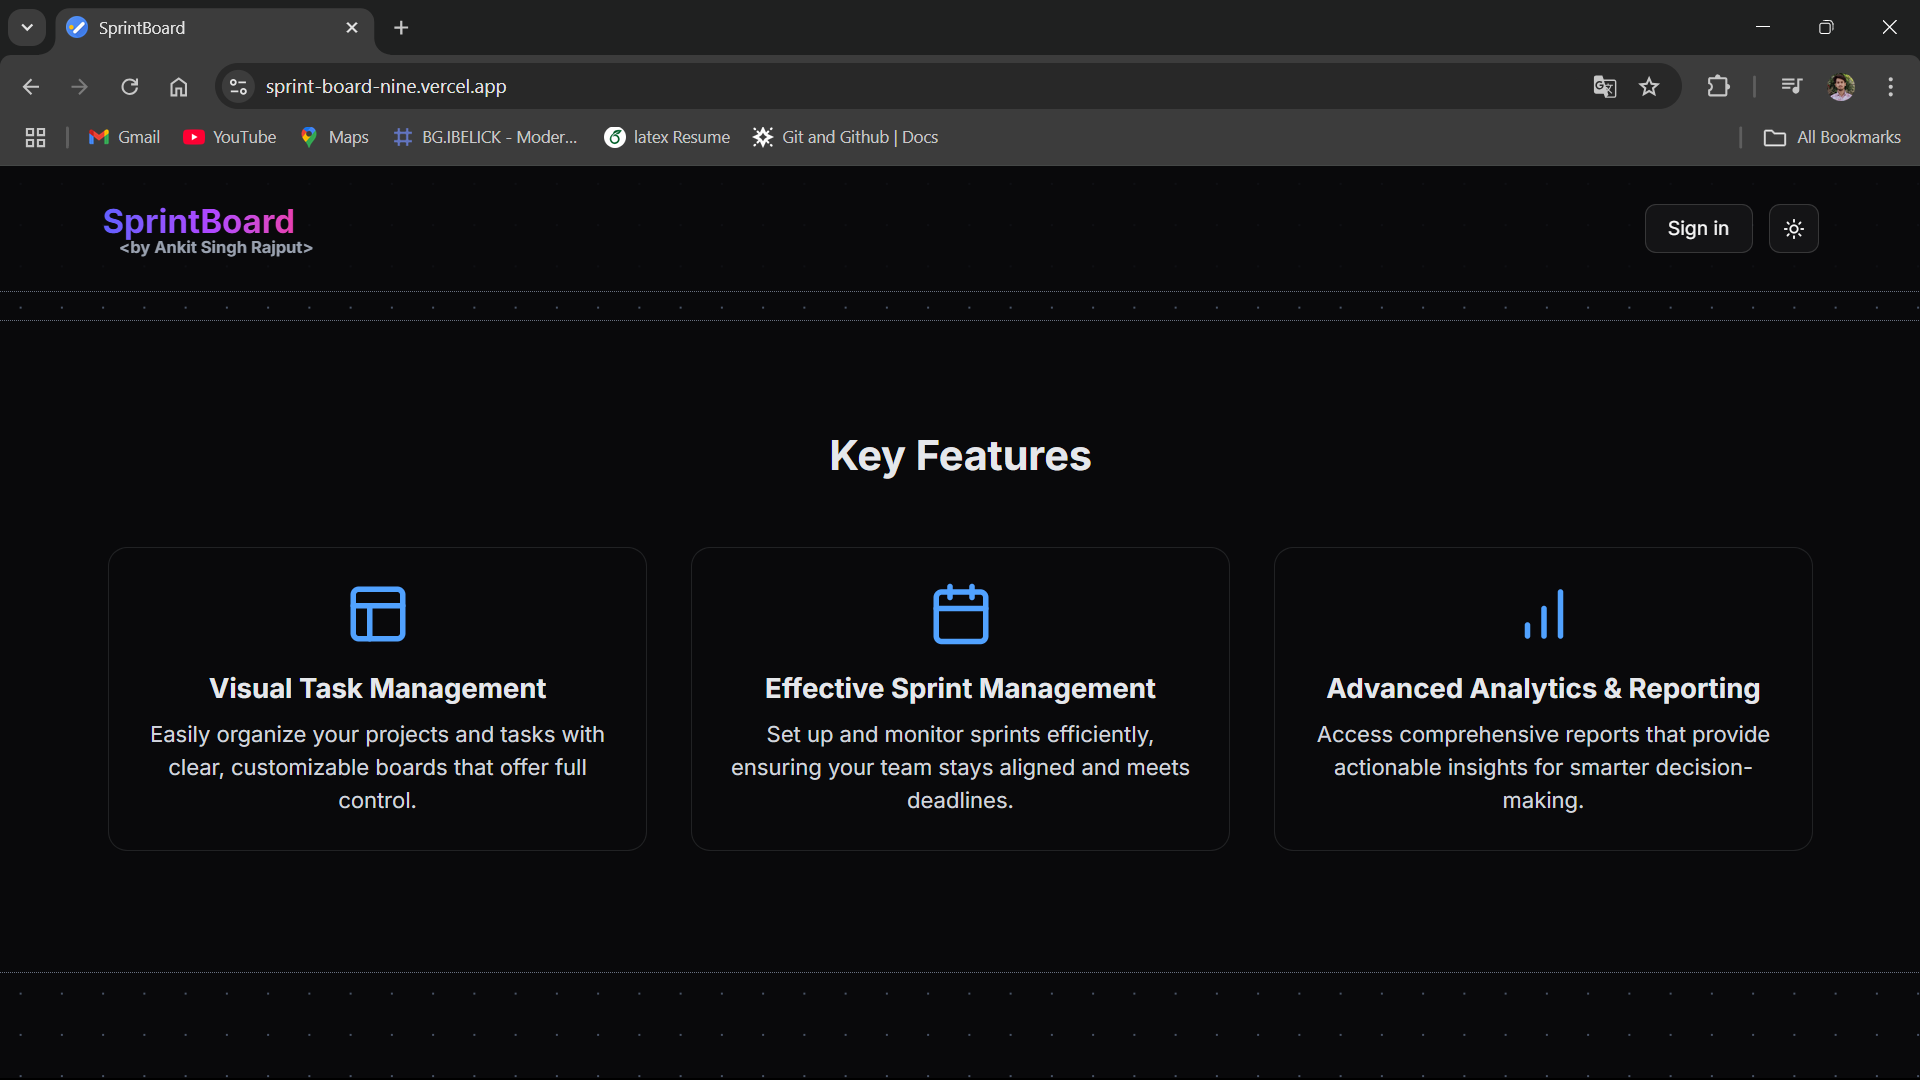 SprintBoard
sprint-board-nine.vercel.app
Gmail
YouTube
Maps
BG.IBELICK - Moder...
latex Resume
Git and Github | Docs
All Bookmarks
SprintBoard
<by Ankit Singh Rajput>
Sign in
Key Features
Visual Task Management
Easily organize your projects and tasks with
clear, customizable boards that offer full
control.
Effective Sprint Management
Set up and monitor sprints efficiently,
ensuring your team stays aligned and meets
deadlines.
Advanced Analytics & Reporting
Access comprehensive reports that provide
actionable insights for smarter decision-
making.